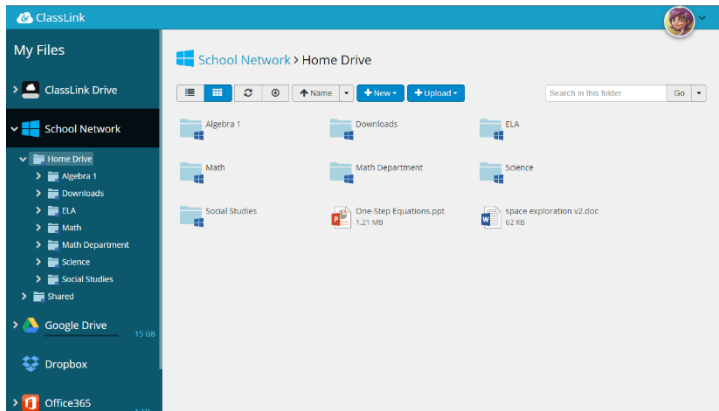 ClassLink
My Files
ClassLink Drive
School Network
Home Drive
Algebra 1
Downloads
ELA
Math
Math Department
Science
Social Studies
Shared
Google Drive
15 GB
Dropbox
Office365
School Network > Home Drive
Name
+New
+Upload
Search in this folder
Go
Algebra 1
Downloads
ELA
Math
Math Department
Science
Social Studies
One-Step Equations.ppt
1.21 MB
space exploration v2.doc
62 KB